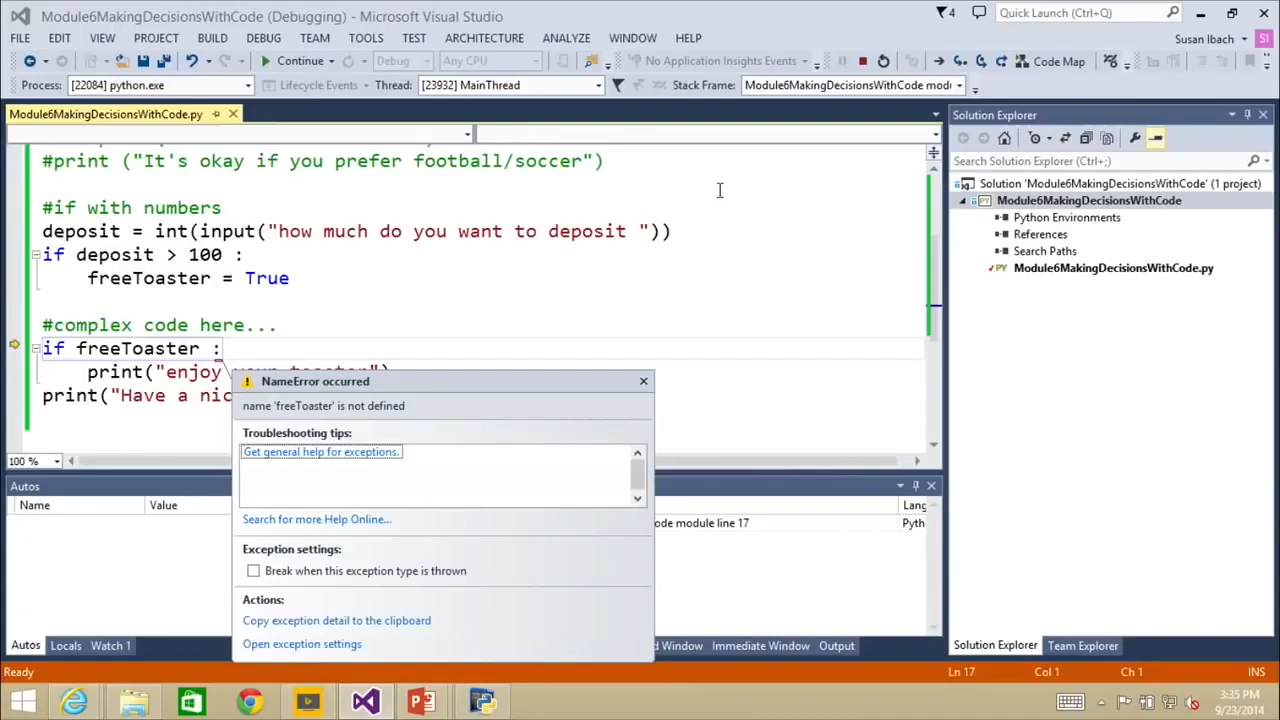 Module6MakingDecisionsWithCode (Debugging) - Microsoft Visual Studio
4
Quick Launch (Ctrl+Q)
FILE EDIT VIEW PROJECT BUILD DEBUG TEAM TOOLS TEST ARCHITECTURE ANALYZE WINDOW HELP
Susan Ibach SI
Continue Debug Any CPU No Application Insights Events Code Map
Process: [22084] python.exe Lifecycle Events Thread: [23932] MainThread Stack Frame: Module6MakingDecisionsWithCode modu
Module6MakingDecisionsWithCode.py
#print ("It's okay if you prefer football/soccer")
#if with numbers
deposit = int(input("how much do you want to deposit "))
if deposit > 100 :
freeToaster = True
#complex code here...
if freeToaster :
print("enjoy
print("Have a nic
100 %
NameError occurred
name 'freeToaster' is not defined
Troubleshooting tips:
Get general help for exceptions.
Search for more Help Online...
Exception settings:
Break when this exception type is thrown
Actions:
Copy exception detail to the clipboard
Open exception settings
Autos
Name Value
Lang
ode module line 17
Pytho
Autos Locals Watch 1
d Window Immediate Window Output
Solution Explorer
Search Solution Explorer (Ctrl+;)
Solution 'Module6MakingDecisionsWithCode' (1 project)
Module6MakingDecisionsWithCode
Python Environments
References
Search Paths
PY Module6MakingDecisionsWithCode.py
Solution Explorer Team Explorer
Ready
Ln 17 Col 1 Ch 1 INS
3:35 PM
9/23/2014